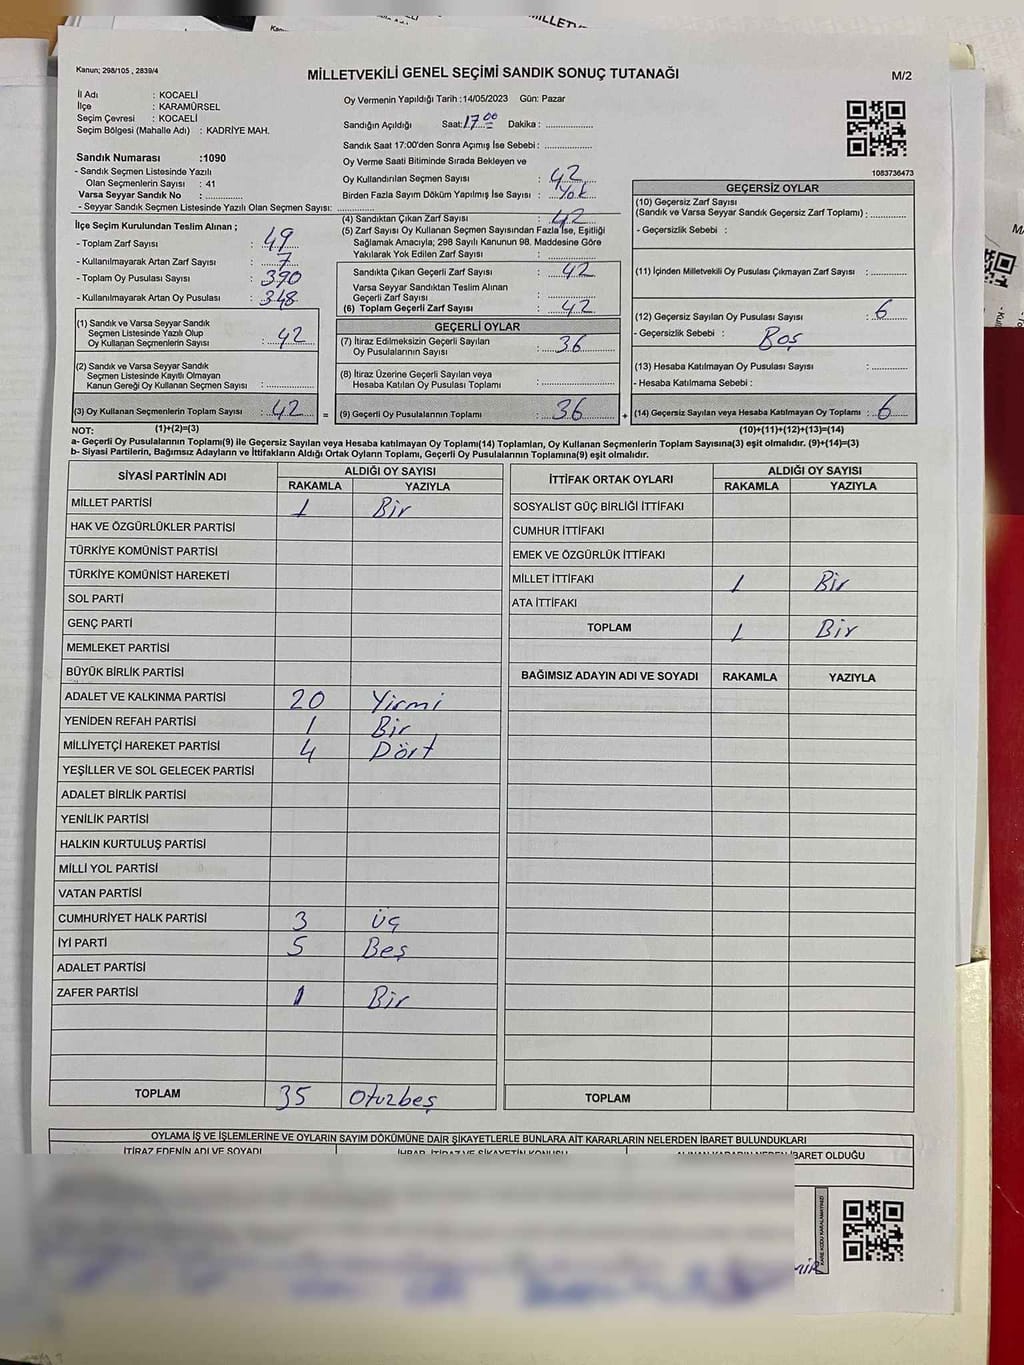 Kanun; 298/105 , 2839/4
MİLLETVEKİLİ GENEL SEÇİMİ SANDIK SONUÇ TUTANAĞI
M/2
İl Adı : KOCAELİ
İlçe : KARAMÜRSEL
Seçim Çevresi : KOCAELİ
Seçim Bölgesi (Mahalle Adı) : KADRİYE MAH.
Sandık Numarası :1090
- Sandık Seçmen Listesinde Yazılı
Olan Seçmenlerin Sayısı : 41
Varsa Seyyar Sandık No : ..............
- Seyyar Sandık Seçmen Listesinde Yazılı Olan Seçmen Sayısı: ..............
Oy Vermenin Yapıldığı Tarih :14/05/2023 Gün: Pazar
Sandığın Açıldığı Saat:17.00 Dakika : ..............
Sandık Saat 17:00'den Sonra Açımış İse Sebebi : ..............
Oy Verme Saati Bitiminde Sırada Bekleyen ve
Oy Kullandırılan Seçmen Sayısı : 42
Birden Fazla Sayım Döküm Yapılmış İse Sayısı : Yok
1083736473
İlçe Seçim Kurulundan Teslim Alınan ;
- Toplam Zarf Sayısı : 49
- Kullanılmayarak Artan Zarf Sayısı : 7
- Toplam Oy Pusulası Sayısı : 390
- Kullanılmayarak Artan Oy Pusulası : 348
(4) Sandıktan Çıkan Zarf Sayısı : 42
(5) Zarf Sayısı Oy Kullanan Seçmen Sayısından Fazla İse, Eşitliği
Sağlamak Amacıyla; 298 Sayılı Kanunun 98. Maddesine Göre
Yakılarak Yok Edilen Zarf Sayısı : ..............
Sandıkta Çıkan Geçerli Zarf Sayısı : 42
Varsa Seyyar Sandıktan Teslim Alınan
Geçerli Zarf Sayısı : ..............
(6) Toplam Geçerli Zarf Sayısı : 42
GEÇERSİZ OYLAR
(10) Geçersiz Zarf Sayısı
(Sandık ve Varsa Seyyar Sandık Geçersiz Zarf Toplamı) : ..............
- Geçersizlik Sebebi :
(11) İçinden Milletvekili Oy Pusulası Çıkmayan Zarf Sayısı : ..............
(12) Geçersiz Sayılan Oy Pusulası Sayısı : 6
- Geçersizlik Sebebi : Boş
(13) Hesaba Katılmayan Oy Pusulası Sayısı : ..............
- Hesaba Katılmama Sebebi :
(14) Geçersiz Sayılan veya Hesaba Katılmayan Oy Toplamı : 6
(1) Sandık ve Varsa Seyyar Sandık
Seçmen Listesinde Yazılı Olup
Oy Kullanan Seçmenlerin Sayısı : 42
(2) Sandık ve Varsa Seyyar Sandık
Seçmen Listesinde Kayıtlı Olmayan
Kanun Gereği Oy Kullanan Seçmen Sayısı : ..............
(3) Oy Kullanan Seçmenlerin Toplam Sayısı : 42 =
GEÇERLİ OYLAR
(7) İtiraz Edilmeksizin Geçerli Sayılan
Oy Pusulalarının Sayısı : 36
(8) İtiraz Üzerine Geçerli Sayılan veya
Hesaba Katılan Oy Pusulası Toplamı : ..............
(9) Geçerli Oy Pusulalarının Toplamı : 36 +
NOT: (1)+(2)=(3)
(10)+(11)+(12)+(13)=(14)
a- Geçerli Oy Pusulalarının Toplamı(9) ile Geçersiz Sayılan veya Hesaba katılmayan Oy Toplamı(14) Toplamları, Oy Kullanan Seçmenlerin Toplam Sayısına(3) eşit olmalıdır. (9)+(14)=(3)
b- Siyasi Partilerin, Bağımsız Adayların ve İttifakların Aldığı Ortak Oyların Toplamı, Geçerli Oy Pusulalarının Toplamına(9) eşit olmalıdır.
SİYASİ PARTİNİN ADI ALDIĞI OY SAYISI
RAKAMLA YAZIYLA
MİLLET PARTİSİ 1 Bir
HAK VE ÖZGÜRLÜKLER PARTİSİ
TÜRKİYE KOMÜNİST PARTİSİ
TÜRKİYE KOMÜNİST HAREKETİ
SOL PARTİ
GENÇ PARTİ
MEMLEKET PARTİSİ
BÜYÜK BİRLİK PARTİSİ
ADALET VE KALKINMA PARTİSİ 20 Yirmi
YENİDEN REFAH PARTİSİ 1 Bir
MİLLİYETÇİ HAREKET PARTİSİ 4 Dört
YEŞİLLER VE SOL GELECEK PARTİSİ
ADALET BİRLİK PARTİSİ
YENİLİK PARTİSİ
HALKIN KURTULUŞ PARTİSİ
MİLLİ YOL PARTİSİ
VATAN PARTİSİ
CUMHURİYET HALK PARTİSİ 3 Üç
İYİ PARTİ 5 Beş
ADALET PARTİSİ
ZAFER PARTİSİ 1 Bir
TOPLAM 35 Otuzbeş
İTTİFAK ORTAK OYLARI ALDIĞI OY SAYISI
RAKAMLA YAZIYLA
SOSYALİST GÜÇ BİRLİĞİ İTTİFAKI
CUMHUR İTTİFAKI
EMEK VE ÖZGÜRLÜK İTTİFAKI
MİLLET İTTİFAKI 1 Bir
ATA İTTİFAKI
TOPLAM 1 Bir
BAĞIMSIZ ADAYIN ADI VE SOYADI RAKAMLA YAZIYLA
TOPLAM
OYLAMA İŞ VE İŞLEMLERİNE VE OYLARIN SAYIM DÖKÜMÜNE DAİR ŞİKAYETLERLE BUNLARA AİT KARARLARIN NELERDEN İBARET BULUNDUKLARI
İTİRAZ EDENİN ADI VE SOYADI İHBAR, İTİRAZ VE ŞİKAYETİN KONUSU ALINAN KARARIN NEDEN İBARET OLDUĞU
KARE KODU KARALAMAYINIZ!